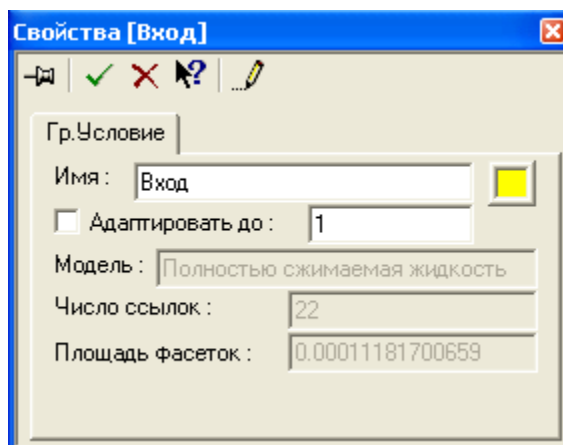 Свойства [Вход]
Гр.Условие
Имя : Вход
Адаптировать до : 1
Модель : Полностью сжимаемая жидкость
Число ссылок : 22
Площадь фасеток : 0.00011181700659